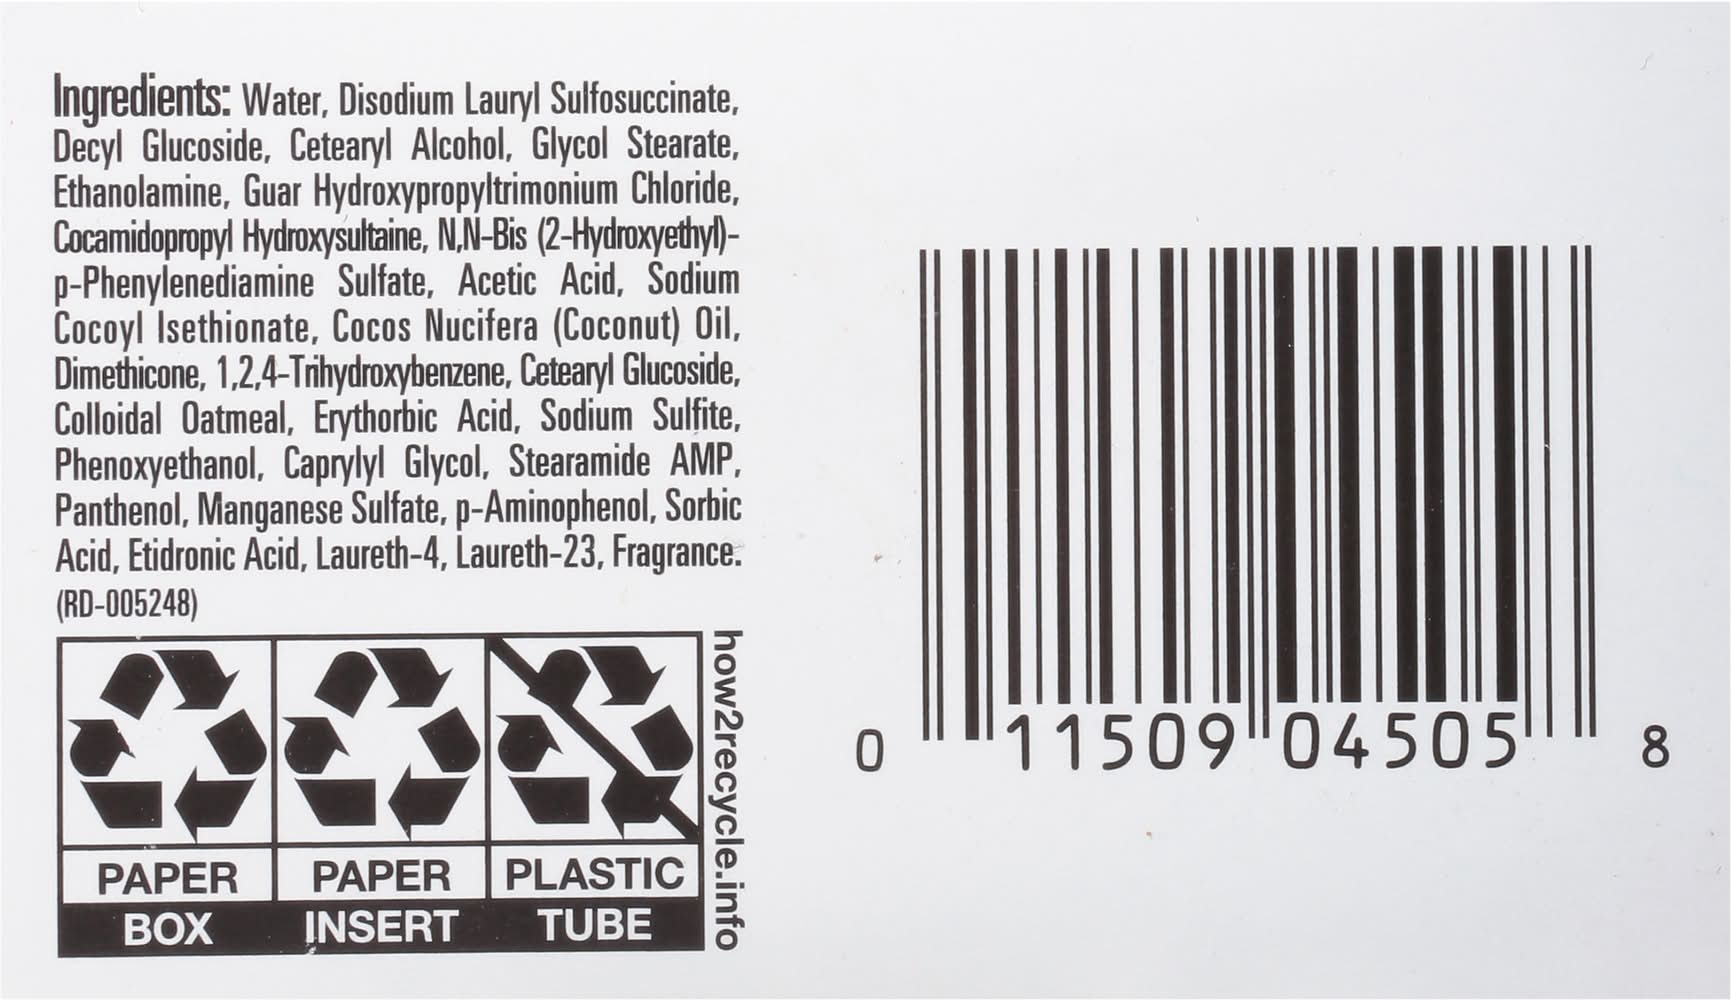 Ingredients: Water, Disodium Lauryl Sulfosuccinate,
Decyl Glucoside, Cetearyl Alcohol, Glycol Stearate,
Ethanolamine, Guar Hydroxypropyltrimonium Chloride,
Cocamidopropyl Hydroxysultaine, N,N-Bis (2-Hydroxyethyl)-
p-Phenylenediamine Sulfate, Acetic Acid, Sodium
Cocoyl Isethionate, Cocos Nucifera (Coconut) Oil,
Dimethicone, 1,2,4-Trihydroxybenzene, Cetearyl Glucoside,
Colloidal Oatmeal, Erythorbic Acid, Sodium Sulfite,
Phenoxyethanol, Caprylyl Glycol, Stearamide AMP,
Panthenol, Manganese Sulfate, p-Aminophenol, Sorbic
Acid, Etidronic Acid, Laureth-4, Laureth-23, Fragrance.
(RD-005248)
PAPER
BOX
PAPER
INSERT
PLASTIC
TUBE
how2recycle.info
0 11509 04505 8